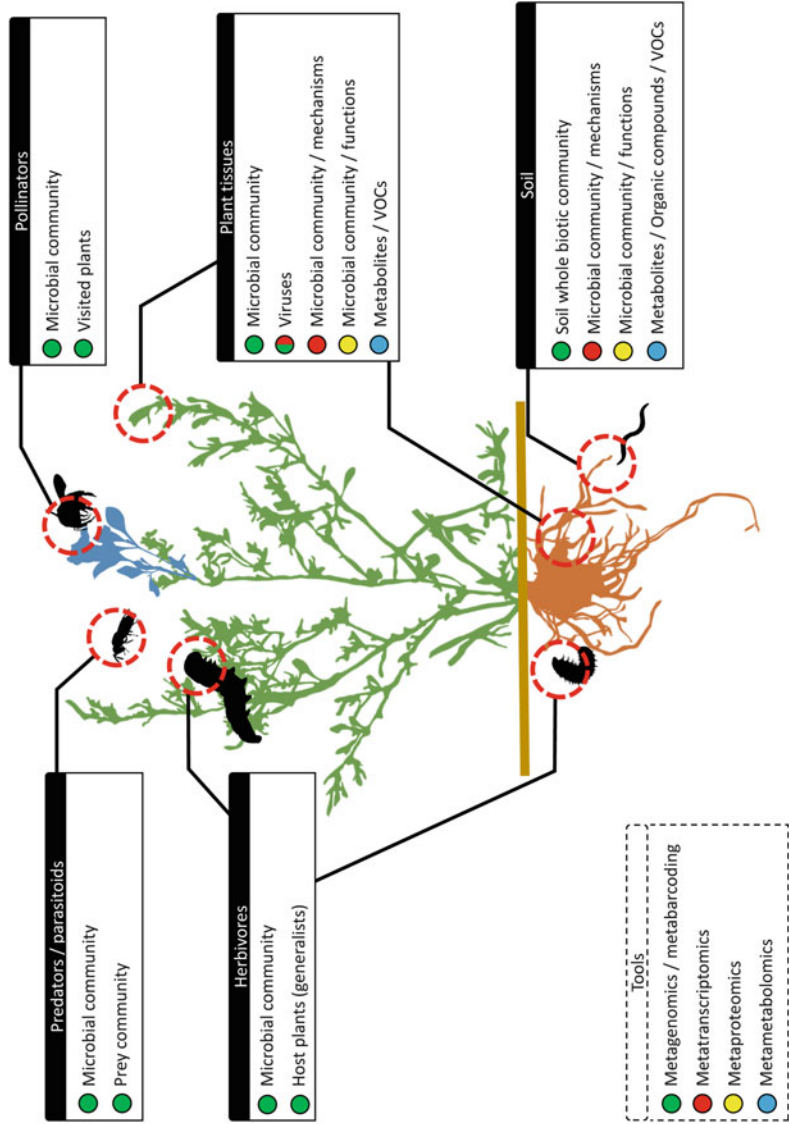 Predators / parasitoids
Microbial community
Prey community
Herbivores
Microbial community
Host plants (generalists)
Pollinators
Microbial community
Visited plants
Plant tissues
Microbial community
Viruses
Microbial community / mechanisms
Microbial community / functions
Metabolites / VOCs
Soil
Soil whole biotic community
Microbial community / mechanisms
Microbial community / functions
Metabolites / Organic compounds / VOCs
Tools
Metagenomics / metabarcoding
Metatranscriptomics
Metaproteomics
Metametabolomics